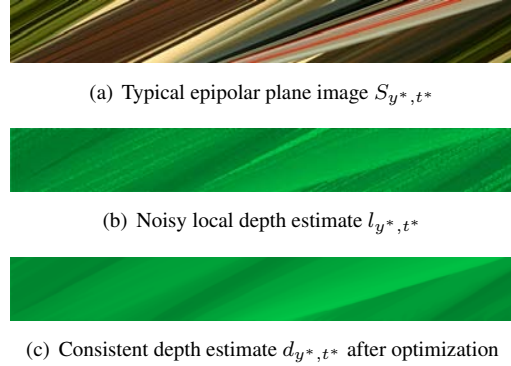 (a) Typical epipolar plane image $S_{y^*,t^*}$
(b) Noisy local depth estimate $l_{y^*,t^*}$
(c) Consistent depth estimate $d_{y^*,t^*}$ after optimization